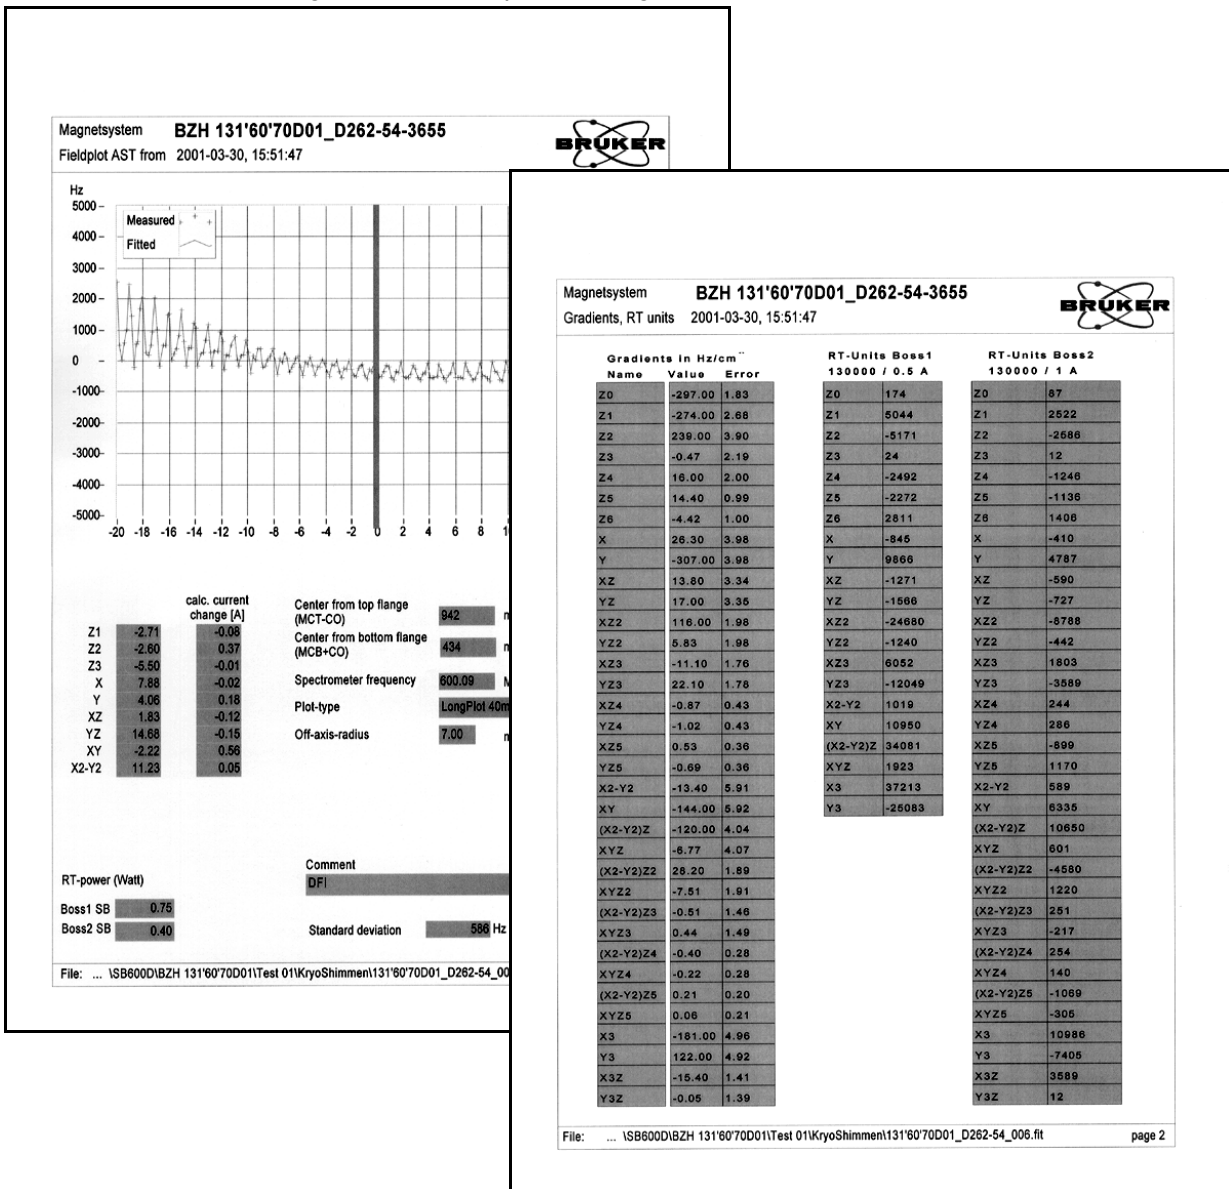 Magnetsystem BZH 131'60'70D01_D262-54-3655
Fieldplot AST from 2001-03-30, 15:51:47
BRUKER
Hz
5000
4000
3000
2000
1000
0
-1000
-2000
-3000
-4000
-5000
Measured
Fitted
-20 -18 -16 -14 -12 -10 -8 -6 -4 -2 0 2 4 6 8
calc. current
change [A]
Z1 -2.71 -0.08
Z2 -2.60 0.37
Z3 -5.50 -0.01
X 7.88 -0.02
Y 4.06 0.18
XZ 1.83 -0.12
YZ 14.68 -0.15
XY -2.22 0.56
X2-Y2 11.23 0.05
Center from top flange
(MCT-CO) 942
Center from bottom flange
(MCB+CO) 434
Spectrometer frequency 600.09
Plot-type LongPlot 40m
Off-axis-radius 7.00
RT-power (Watt)
Boss1 SB 0.75
Boss2 SB 0.40
Comment
DFI
Standard deviation 586 Hz
File: ... \SB600D\BZH 131'60'70D01\Test 01\KryoShimmen\131'60'70D01_D262-54_00
Magnetsystem BZH 131'60'70D01_D262-54-3655
Gradients, RT units 2001-03-30, 15:51:47
BRUKER
Gradients in Hz/cm¨
Name Value Error
Z0 -297.00 1.83
Z1 -274.00 2.68
Z2 239.00 3.90
Z3 -0.47 2.19
Z4 16.00 2.00
Z5 14.40 0.99
Z6 -4.42 1.00
X 26.30 3.98
Y -307.00 3.98
XZ 13.80 3.34
YZ 17.00 3.35
XZ2 116.00 1.98
YZ2 5.83 1.98
XZ3 -11.10 1.76
YZ3 22.10 1.78
XZ4 -0.87 0.43
YZ4 -1.02 0.43
XZ5 0.53 0.36
YZ5 -0.69 0.36
X2-Y2 -13.40 5.91
XY -144.00 5.92
(X2-Y2)Z -120.00 4.04
XYZ -6.77 4.07
(X2-Y2)Z2 28.20 1.89
XYZ2 -7.51 1.91
(X2-Y2)Z3 -0.51 1.46
XYZ3 0.44 1.49
(X2-Y2)Z4 -0.40 0.28
XYZ4 -0.22 0.28
(X2-Y2)Z5 0.21 0.20
XYZ5 0.06 0.21
X3 -181.00 4.96
Y3 122.00 4.92
X3Z -15.40 1.41
Y3Z -0.05 1.39
RT-Units Boss1
130000 / 0.5 A
Z0 174
Z1 5044
Z2 -5171
Z3 24
Z4 -2492
Z5 -2272
Z6 2811
X -845
Y 9866
XZ -1271
YZ -1566
XZ2 -24680
YZ2 -1240
XZ3 6052
YZ3 -12049
X2-Y2 1019
XY 10950
(X2-Y2)Z 34081
XYZ 1923
X3 37213
Y3 -25083
RT-Units Boss2
130000 / 1 A
Z0 87
Z1 2522
Z2 -2586
Z3 12
Z4 -1246
Z5 -1136
Z6 1406
X -410
Y 4787
XZ -590
YZ -727
XZ2 -8788
YZ2 -442
XZ3 1803
YZ3 -3589
XZ4 244
YZ4 286
XZ5 -899
YZ5 1170
X2-Y2 589
XY 6335
(X2-Y2)Z 10650
XYZ 601
(X2-Y2)Z2 -4580
XYZ2 1220
(X2-Y2)Z3 251
XYZ3 -217
(X2-Y2)Z4 254
XYZ4 140
(X2-Y2)Z5 -1069
XYZ5 -305
X3 10986
Y3 -7405
X3Z 3589
Y3Z 12
File: ... \SB600D\BZH 131'60'70D01\Test 01\KryoShimmen\131'60'70D01_D262-54_006.fit page 2